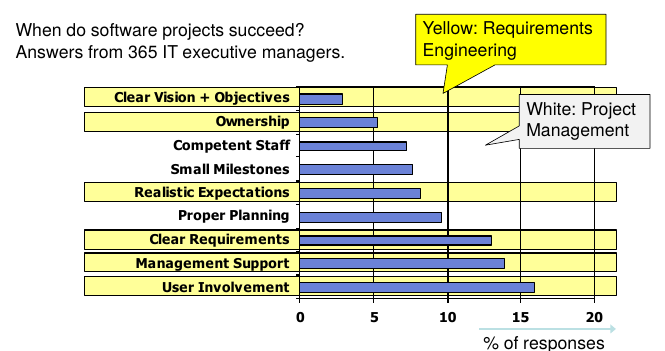 When do software projects succeed?
Answers from 365 IT executive managers.
Yellow: Requirements
Engineering
Clear Vision + Objectives
Ownership
White: Project
Management
Competent Staff
Small Milestones
Realistic Expectations
Proper Planning
Clear Requirements
Management Support
User Involvement
0 5 10 15 20
% of responses